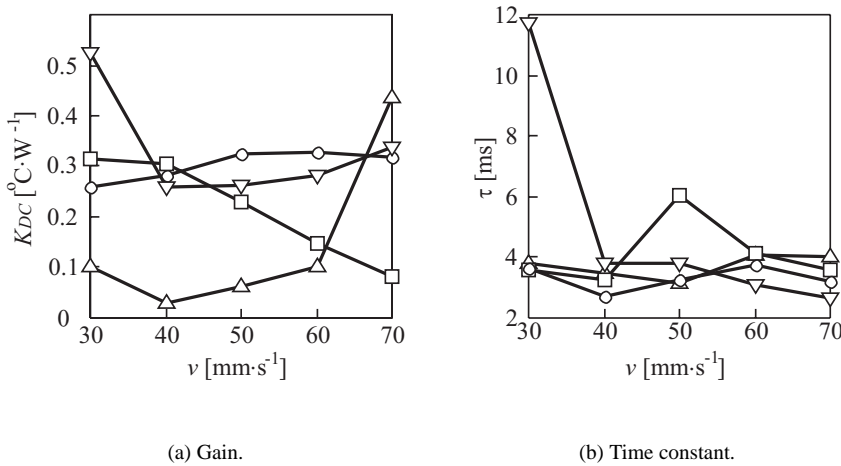 0.5
0.4
0.3
0.2
0.1
0
K_DC [°C·W⁻¹]
30 40 50 60 70
v [mm·s⁻¹]
(a) Gain.
12
10
8
6
4
2
τ [ms]
30 40 50 60 70
v [mm·s⁻¹]
(b) Time constant.